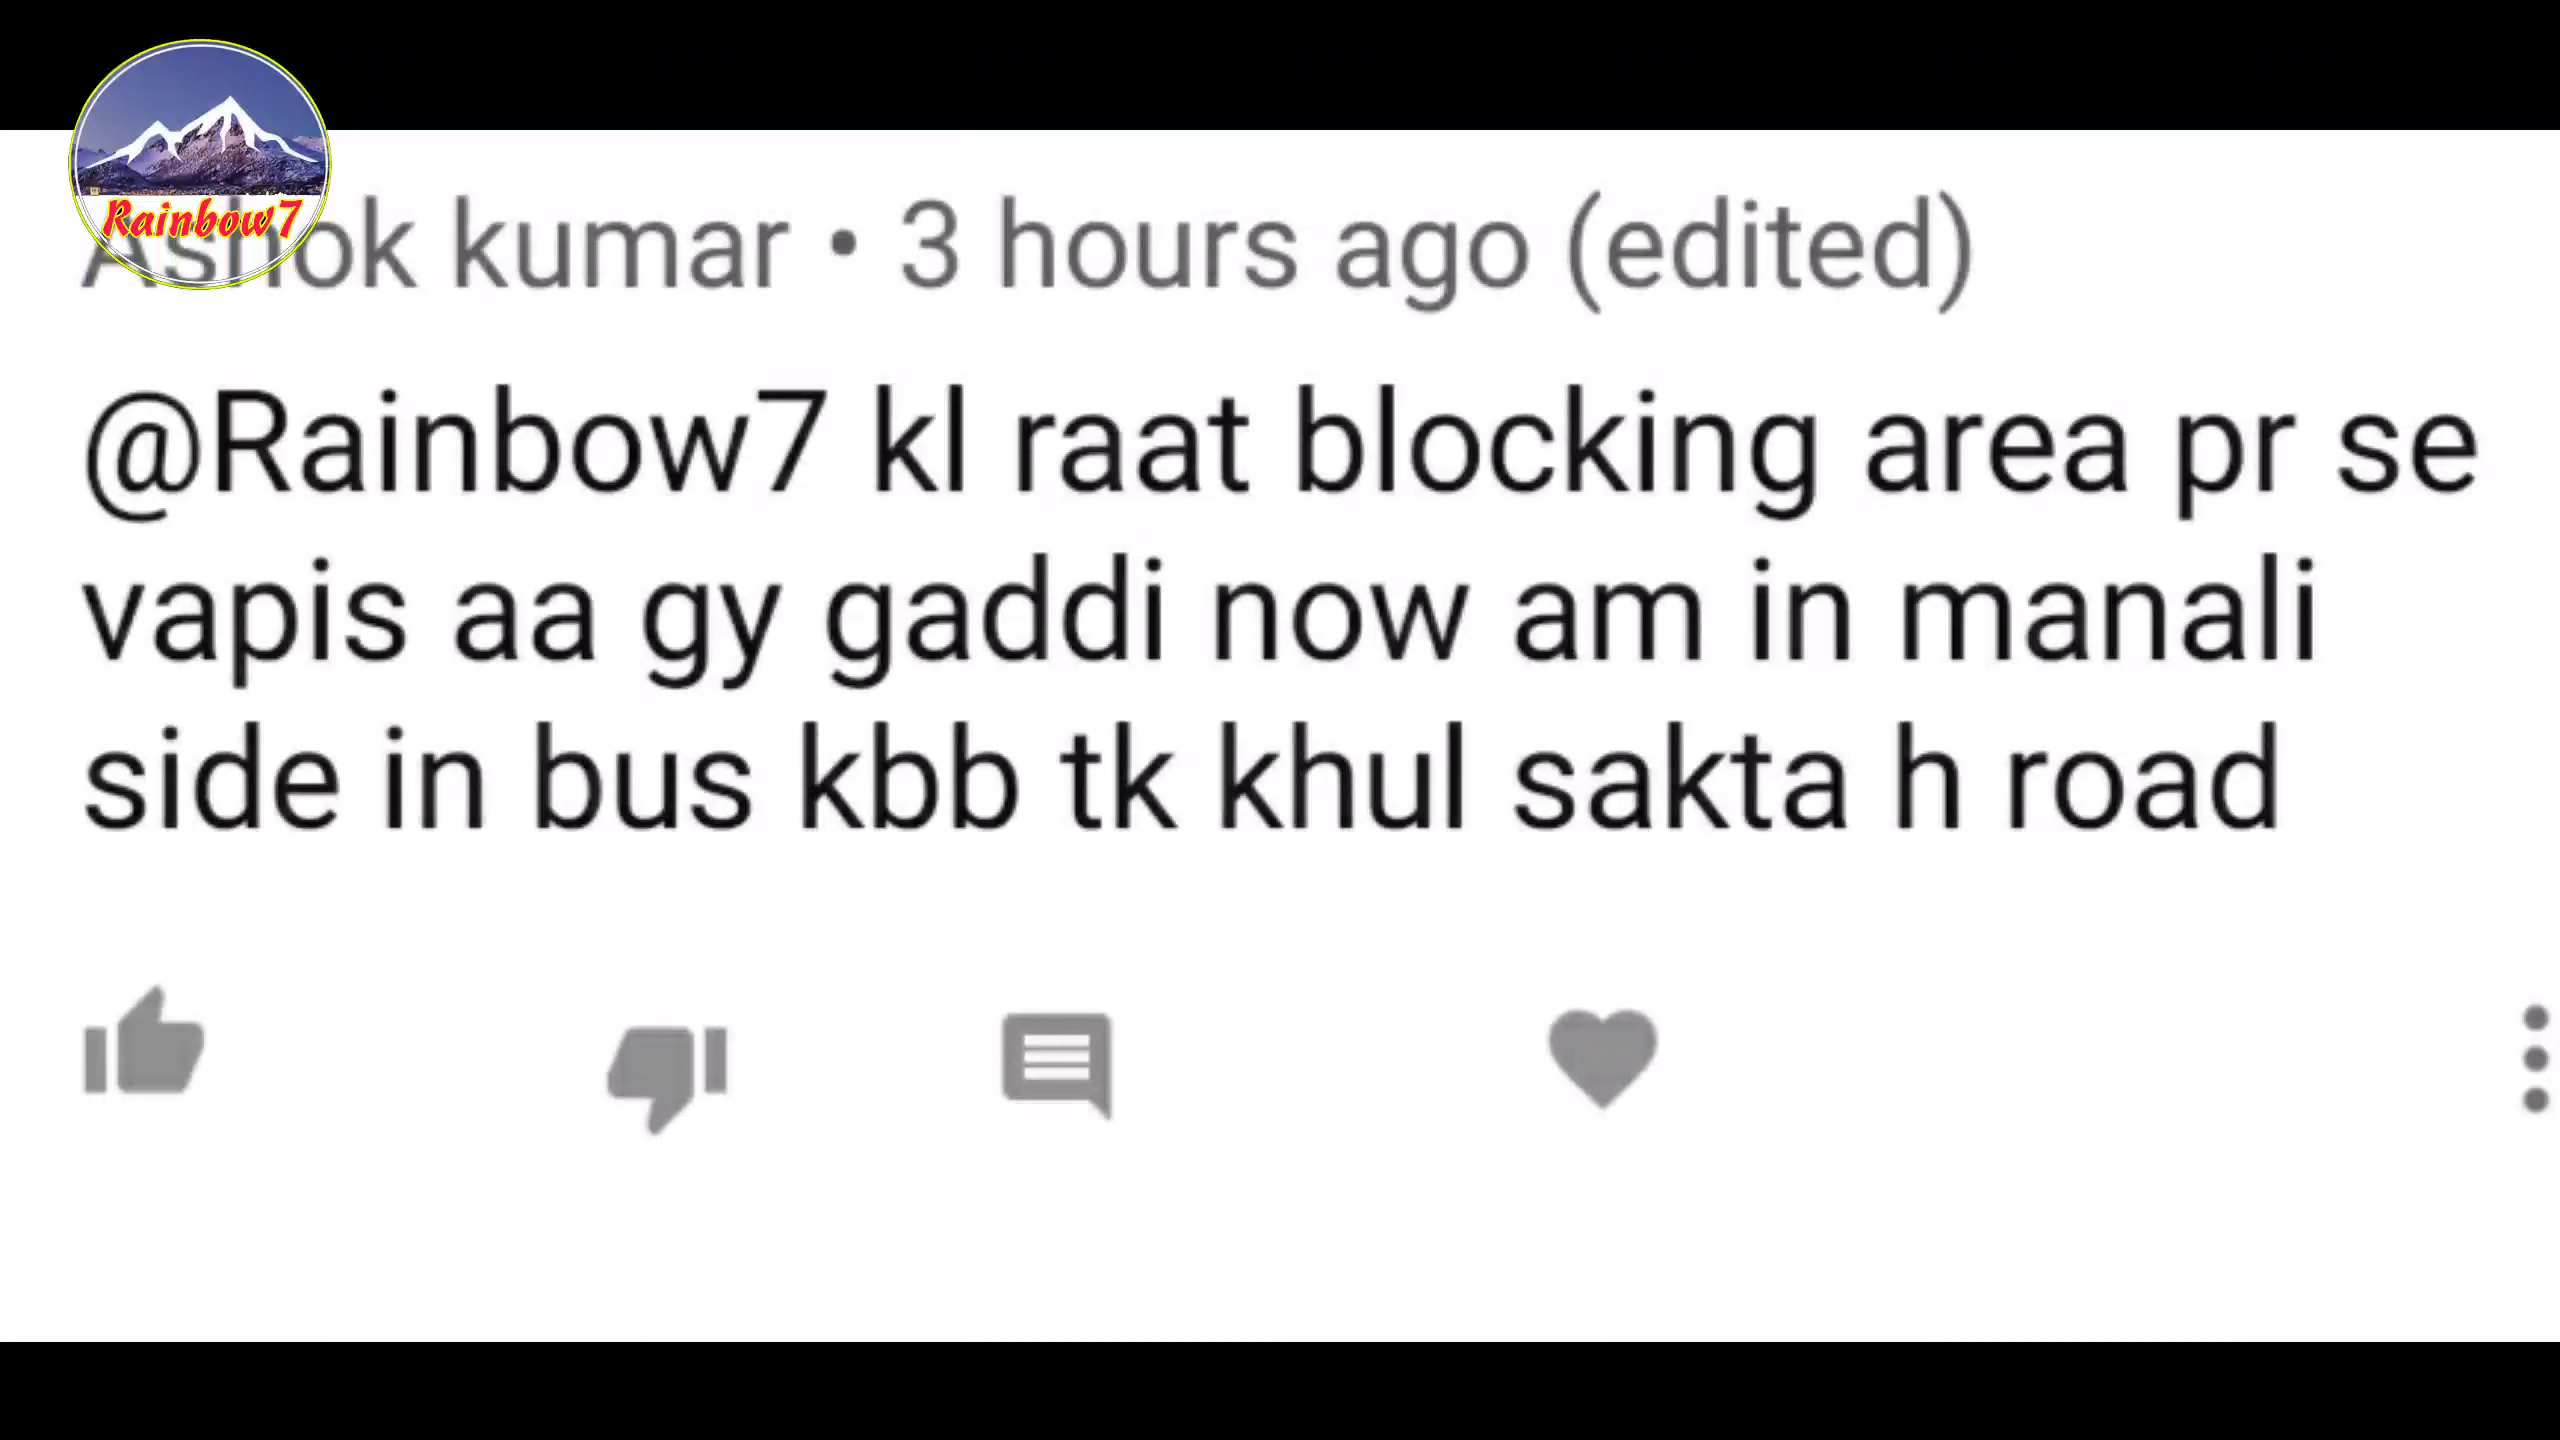 Rainbow7
Ashok kumar • 3 hours ago (edited)
@Rainbow7 kl raat blocking area pr se
vapis aa gy gaddi now am in manali
side in bus kbb tk khul sakta h road